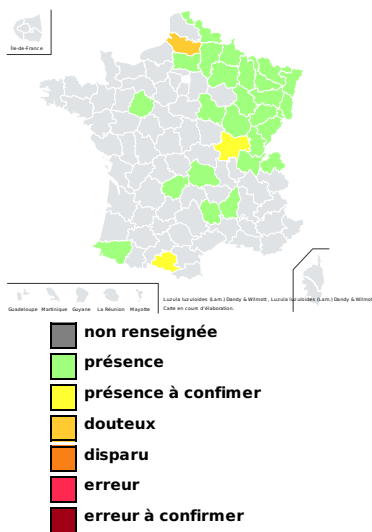 Île-de-France
Guadeloupe Martinique Guyane La Réunion Mayotte
Luzula luzuloides (Lam.) Dandy & Wilmott , Luzula luzuloides (Lam.) Dandy & Wilmott
Carte en cours d'élaboration.
non renseignée
présence
présence à confimer
douteux
disparu
erreur
erreur à confirmer